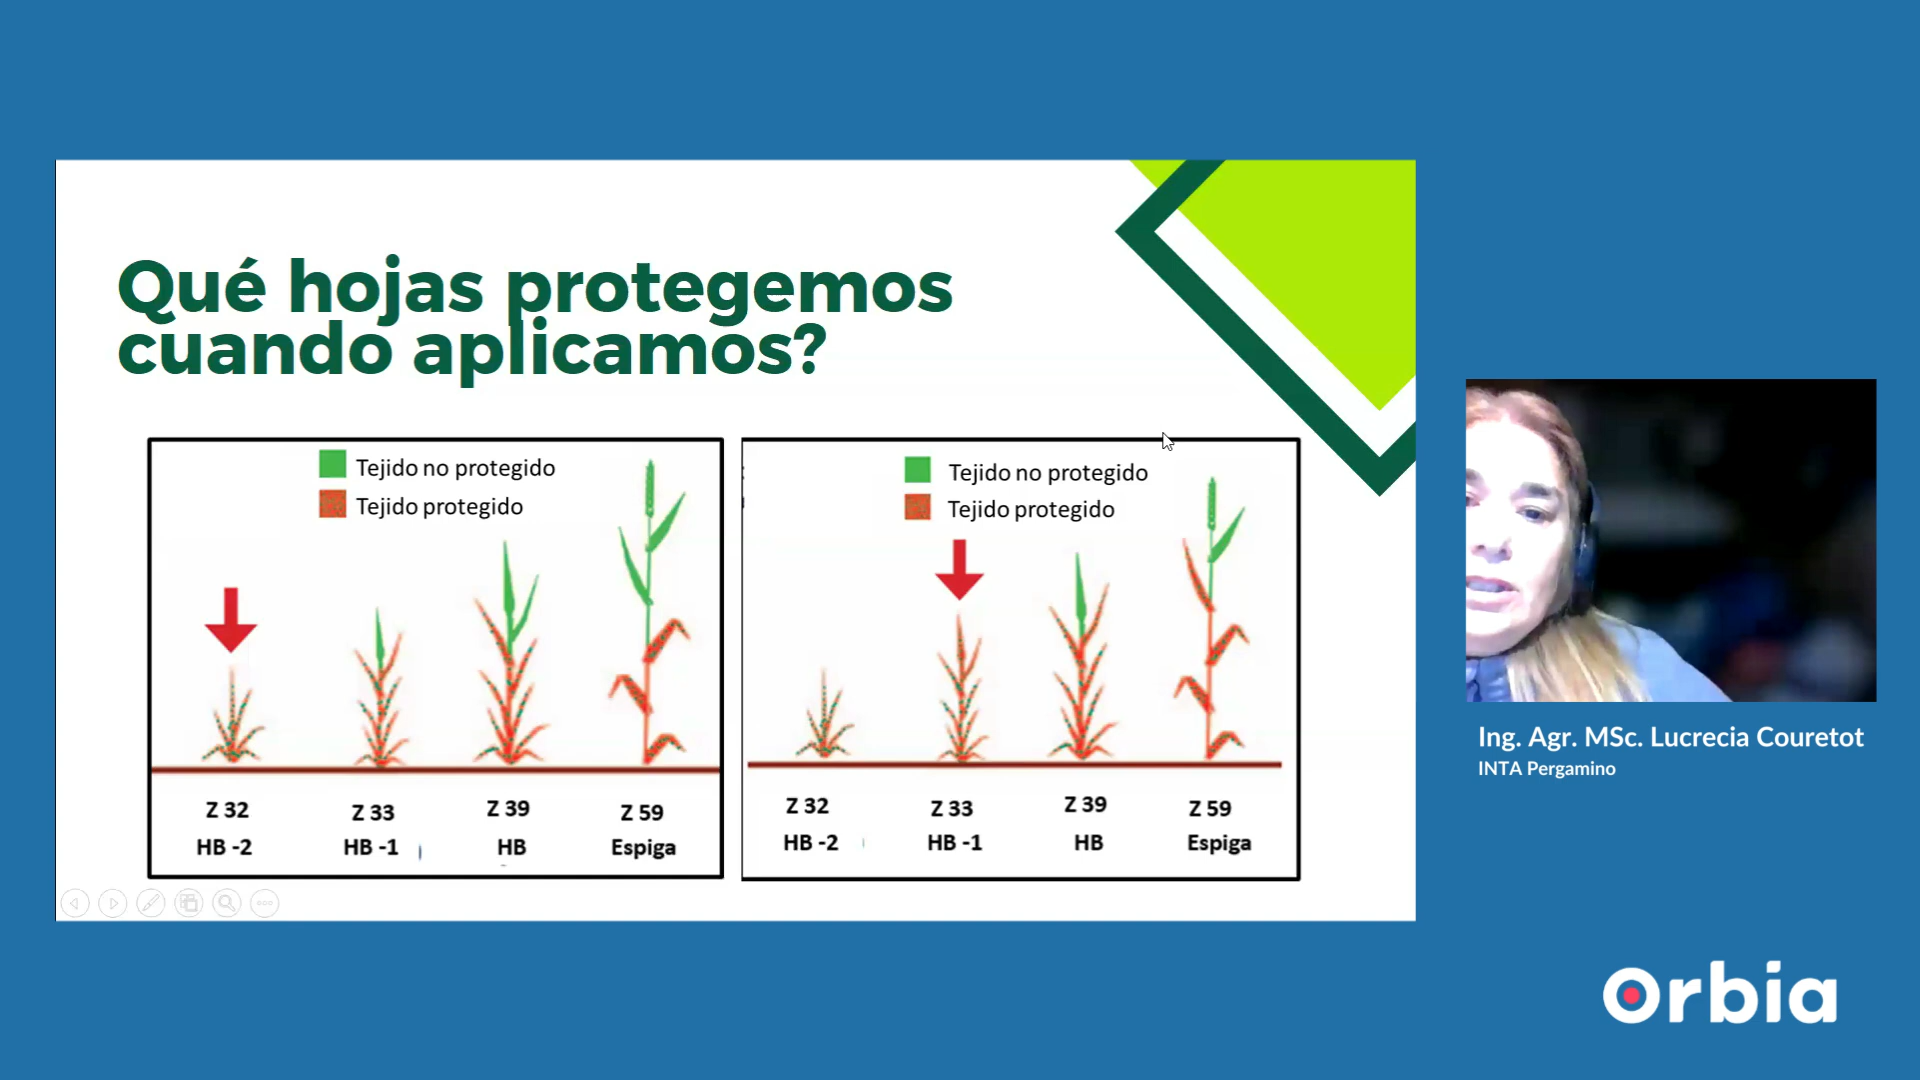 Qué hojas protegemos
cuando aplicamos?
Tejido no protegido
Tejido protegido
Z 32
HB -2
Z 33
HB -1
Z 39
HB
Z 59
Espiga
Tejido no protegido
Tejido protegido
Z 32
HB -2
Z 33
HB -1
Z 39
HB
Z 59
Espiga
Ing. Agr. MSc. Lucrecia Couretot
INTA Pergamino
Orbia